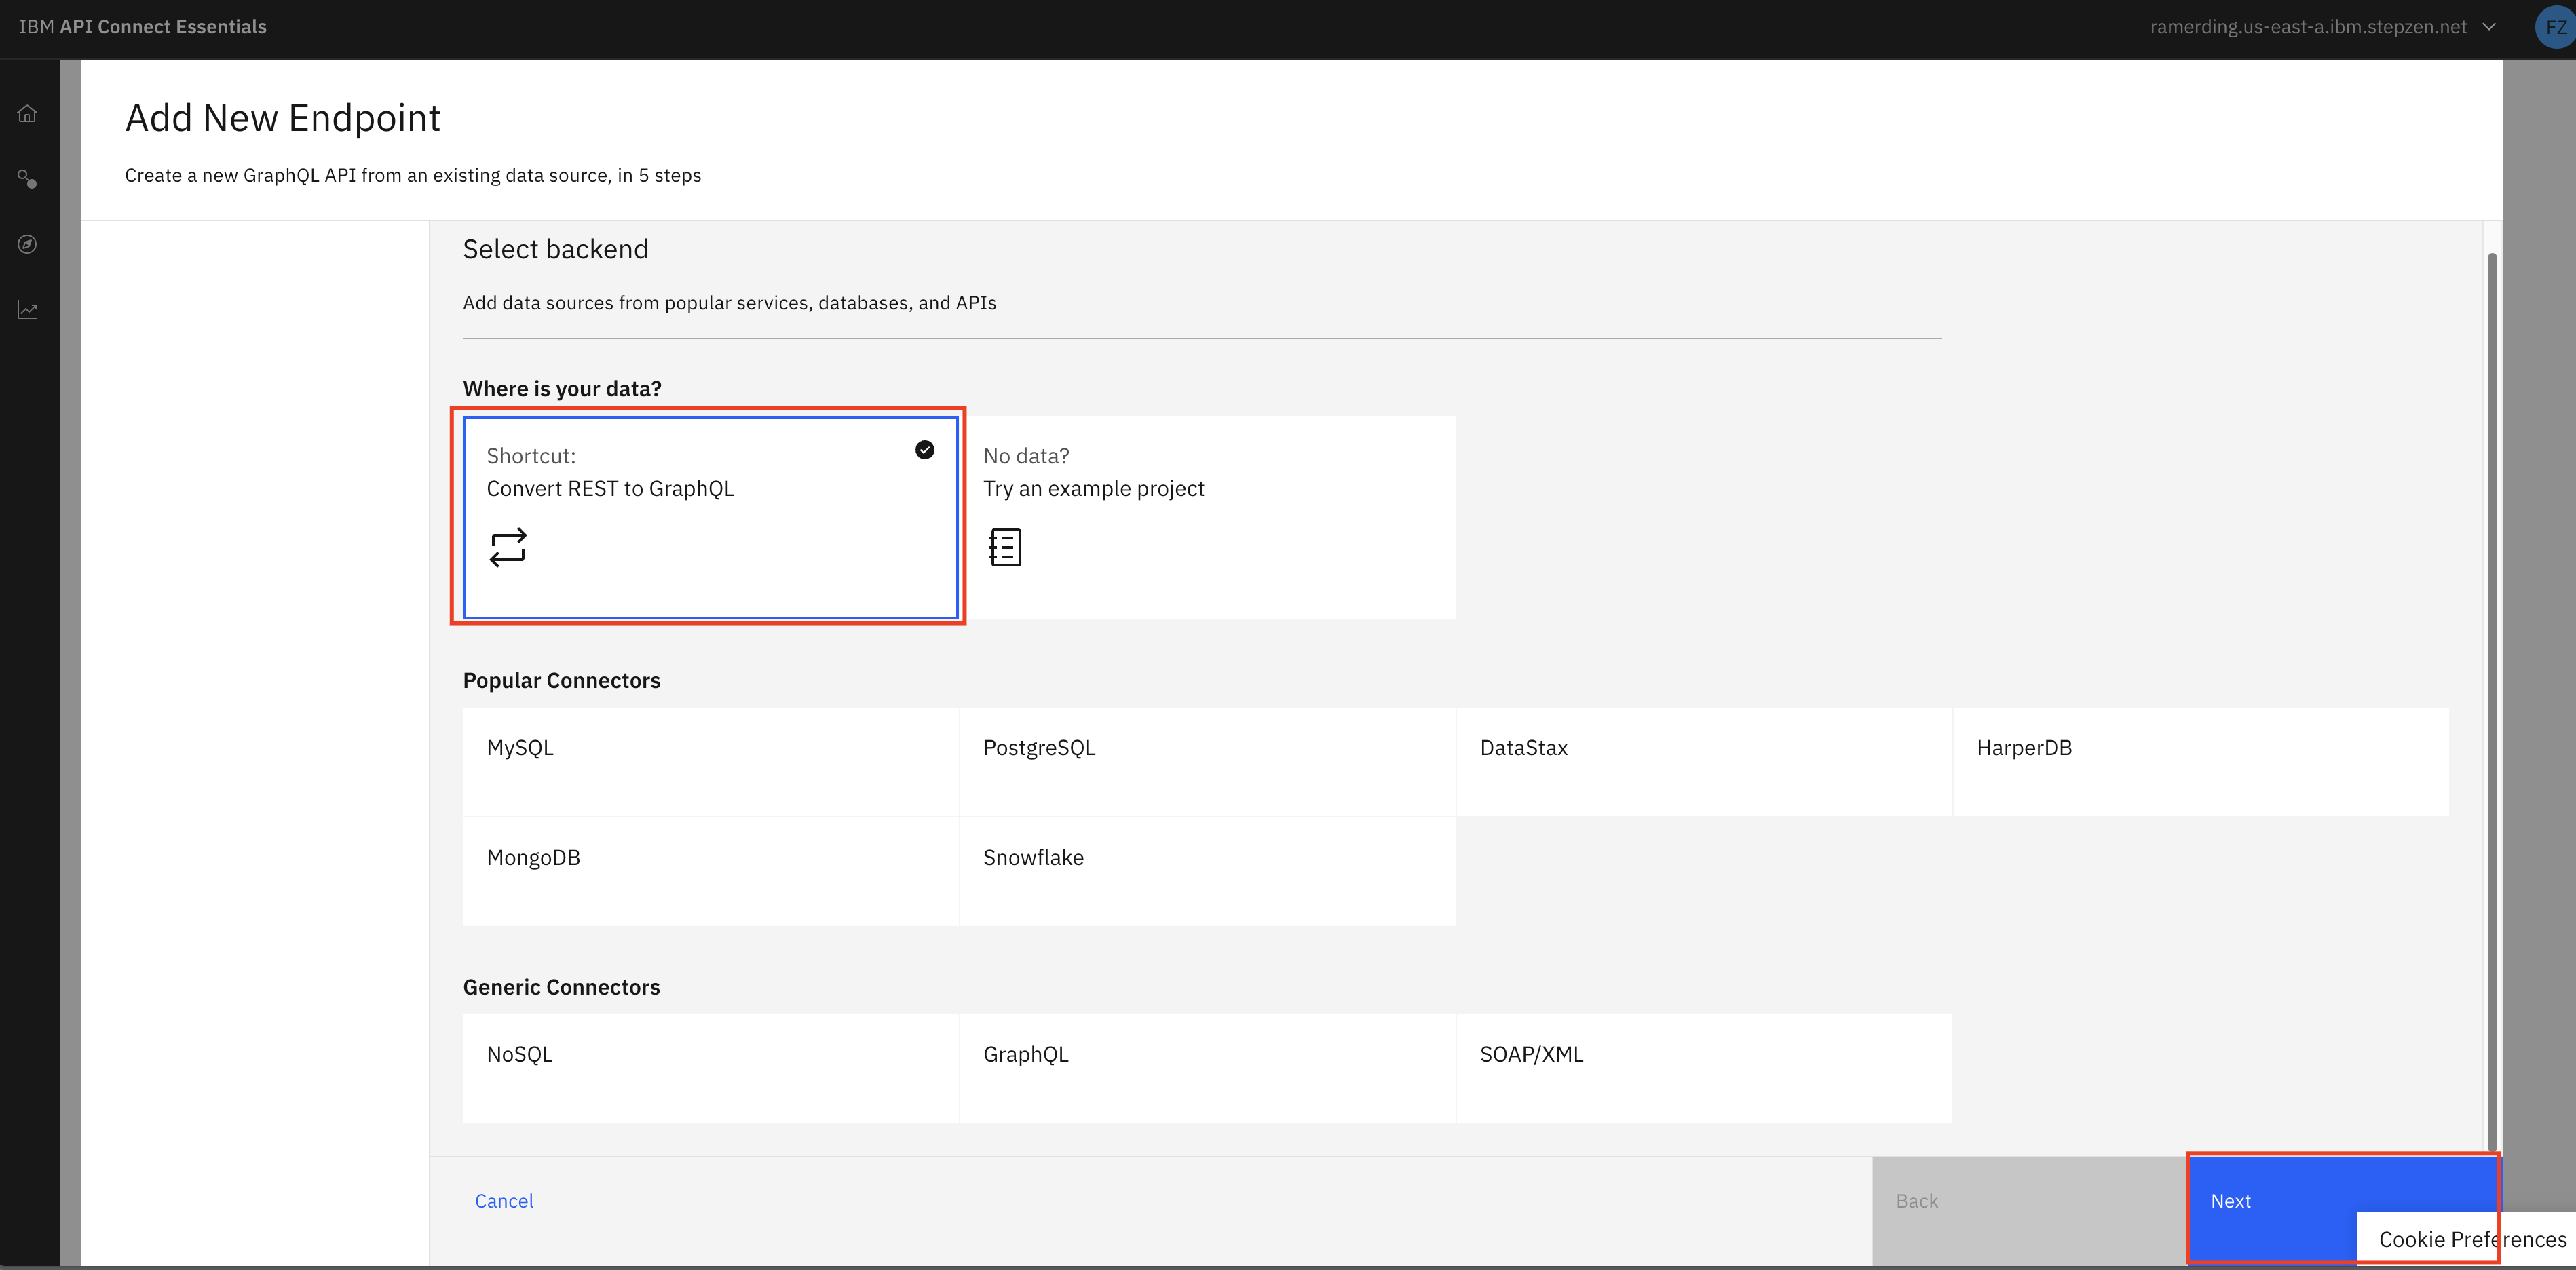 IBM API Connect Essentials
ramerding.us-east-a.ibm.stepzen.net
FZ
Add New Endpoint
Create a new GraphQL API from an existing data source, in 5 steps
Select backend
Add data sources from popular services, databases, and APIs
Where is your data?
Shortcut:
Convert REST to GraphQL
No data?
Try an example project
Popular Connectors
MySQL
PostgreSQL
DataStax
HarperDB
MongoDB
Snowflake
Generic Connectors
NoSQL
GraphQL
SOAP/XML
Cancel
Back
Next
Cookie Preferences